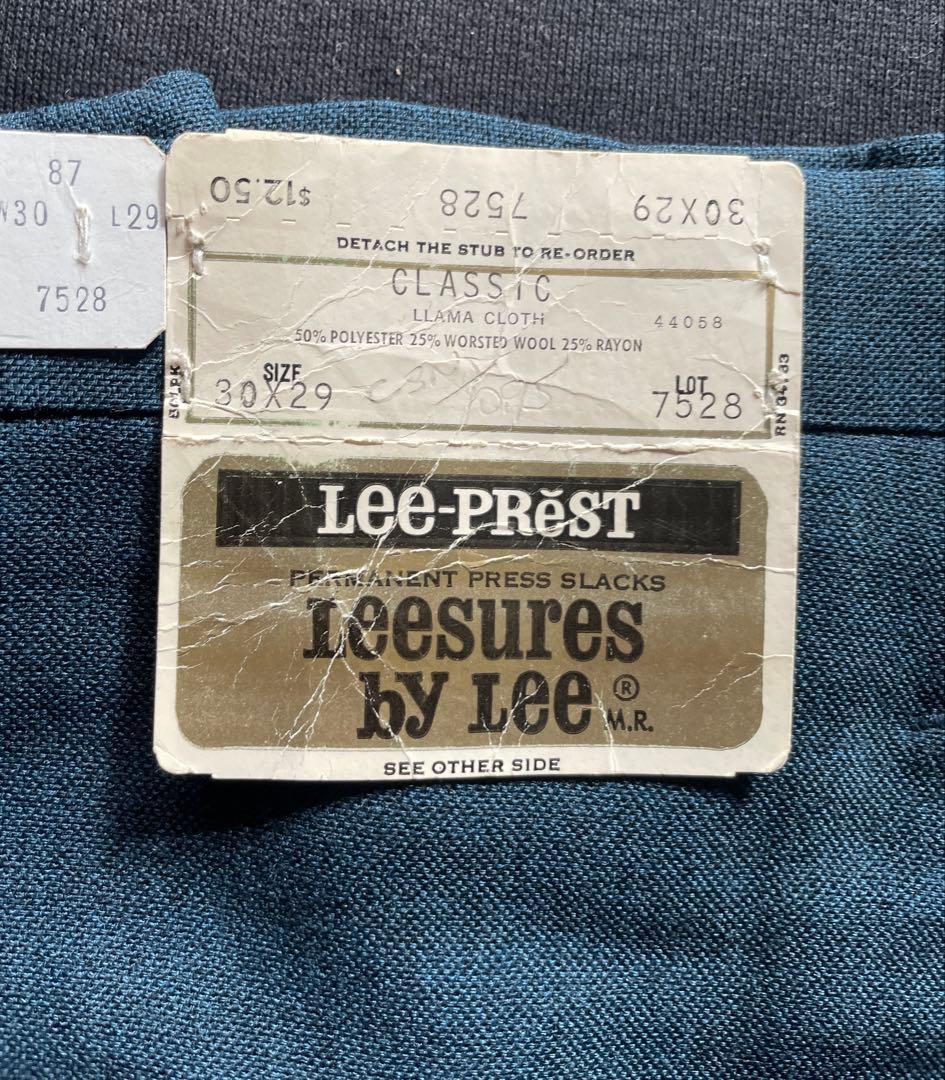 87
W30 L29
7528
$12.50 7528 30X29
DETACH THE STUB TO RE-ORDER
CLASSIC
LLAMA CLOTH 44058
50% POLYESTER 25% WORSTED WOOL 25% RAYON
SIZE
30X29
LOT
7528
LEE-PRĕST
PERMANENT PRESS SLACKS
Leesures
by Lee ®
M.R.
SEE OTHER SIDE